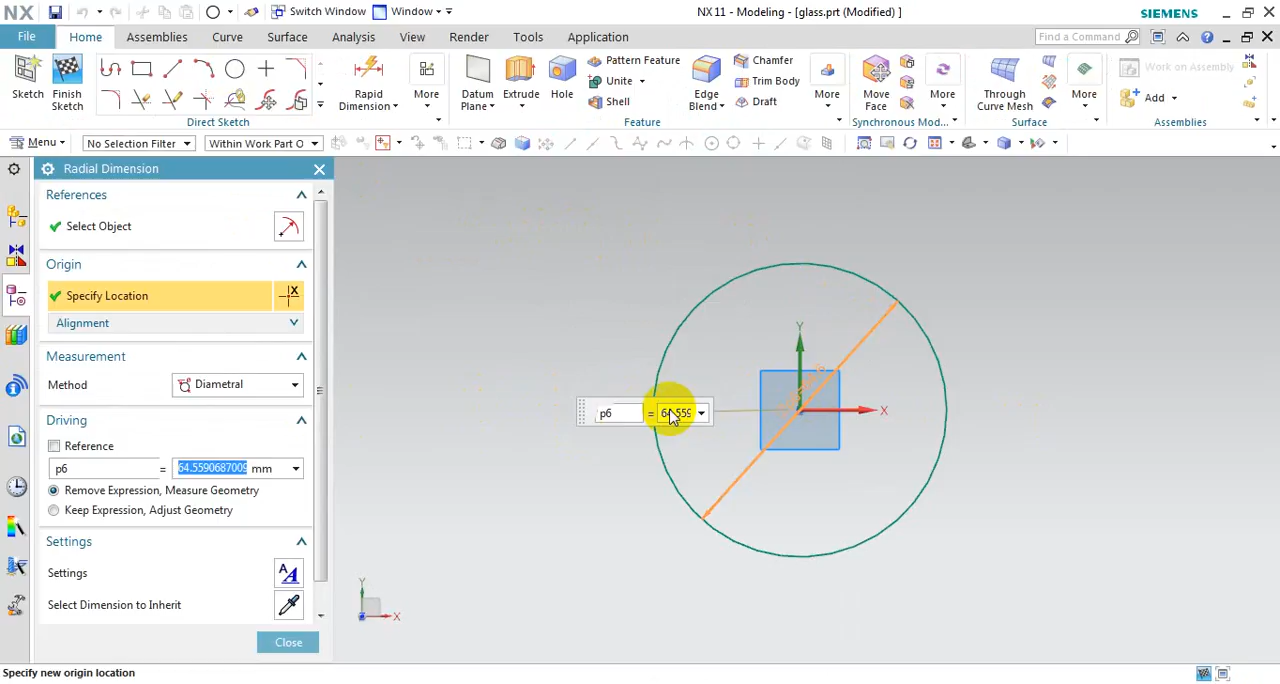 NX Switch Window Window NX 11 - Modeling - [glass.prt (Modified) ] SIEMENS
File Home Assemblies Curve Surface Analysis View Render Tools Application Find a Command
Sketch Finish Sketch Rapid Dimension More Datum Plane Extrude Hole Pattern Feature Unite Shell Edge Blend Chamfer Trim Body Draft More Move Face More Through Curve Mesh More Work on Assembly Add
Direct Sketch Feature Synchronous Mod... Surface Assemblies
Menu No Selection Filter Within Work Part O
Radial Dimension
References
Select Object
Origin
Specify Location
X
Alignment
Measurement
Method Diametral
Driving
Reference
p6 = 64.5590687009 mm
Remove Expression, Measure Geometry
Keep Expression, Adjust Geometry
Settings
Settings A A
Select Dimension to Inherit
Close
Y
X
p6 = 64.559
Y
X
Specify new origin location